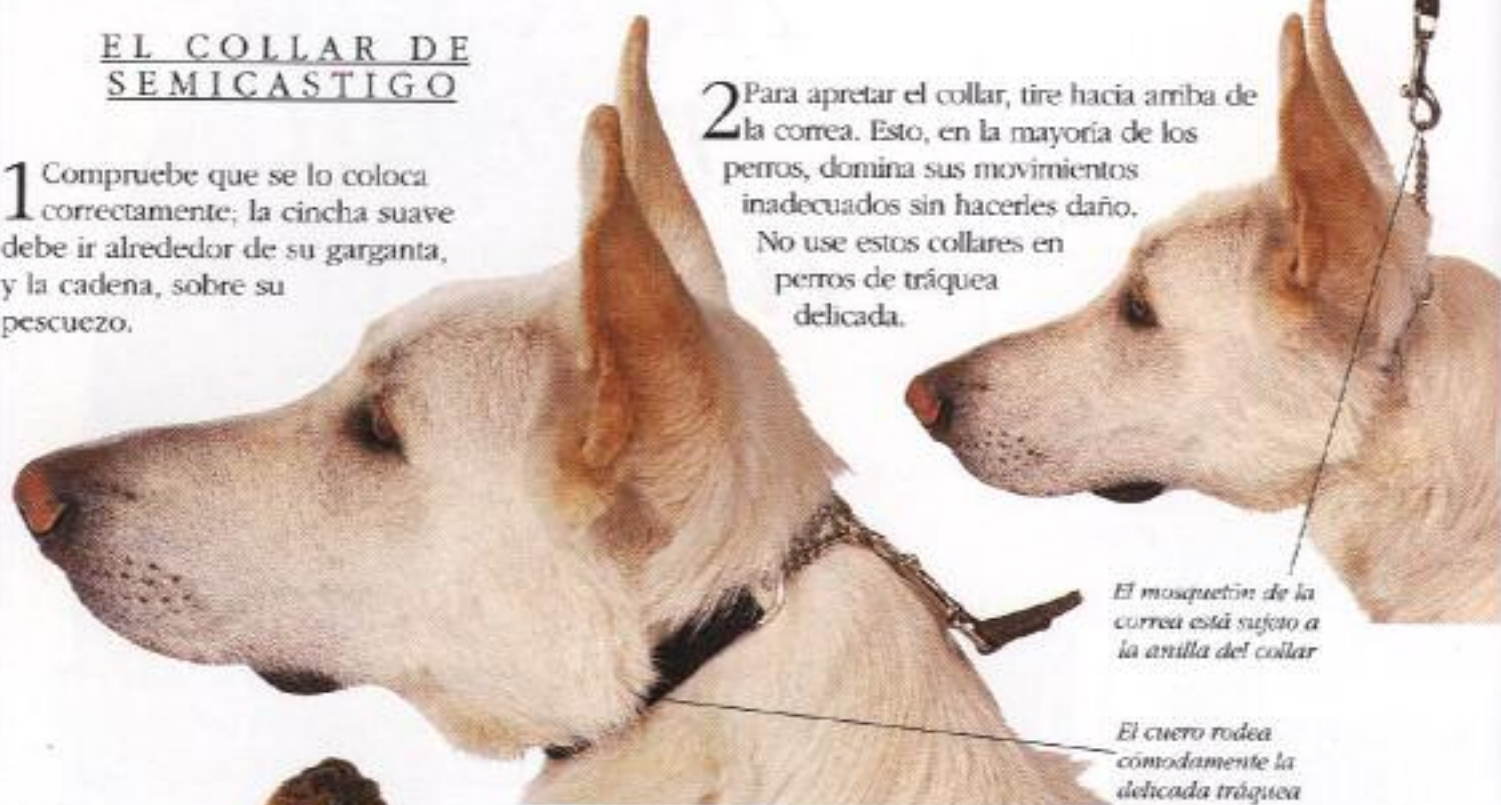 EL COLLAR DE
SEMICASTIGO
1 Compruebe que se lo coloca
correctamente; la cincha suave
debe ir alrededor de su garganta,
y la cadena, sobre su
pescuezo.
2 Para apretar el collar, tire hacia arriba de
la correa. Esto, en la mayoría de los
perros, domina sus movimientos
inadecuados sin hacerles daño.
No use estos collares en
perros de tráquea
delicada.
El mosquetón de la
correa está sujeto a
la anilla del collar
El cuero rodea
cómodamente la
delicada tráquea